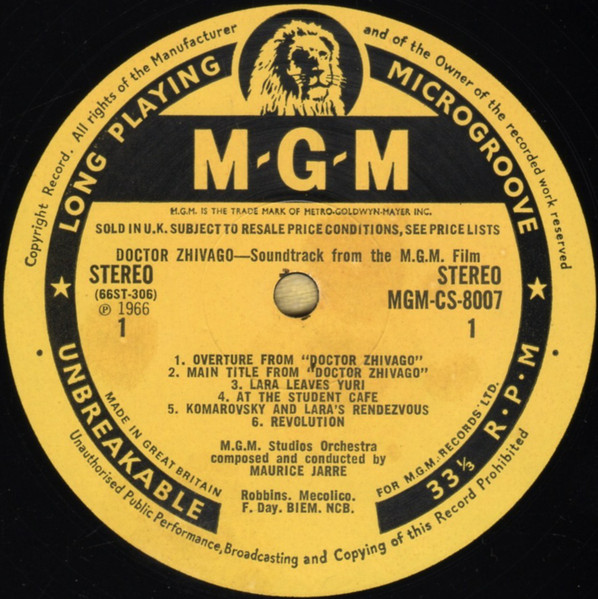 Copyright Record. All rights of the Manufacturer and of the Owner of the recorded work reserved
LONG PLAYING MICROGROOVE
M-G-M
M.G.M. IS THE TRADE MARK OF METRO-GOLDWYN-MAYER INC.
SOLD IN U.K. SUBJECT TO RESALE PRICE CONDITIONS, SEE PRICE LISTS
DOCTOR ZHIVAGO—Soundtrack from the M.G.M. Film
STEREO STEREO
(66ST-306) MGM-CS-8007
℗ 1966
1 1
1. OVERTURE FROM "DOCTOR ZHIVAGO"
2. MAIN TITLE FROM "DOCTOR ZHIVAGO"
3. LARA LEAVES YURI
4. AT THE STUDENT CAFE
5. KOMAROVSKY AND LARA'S RENDEZVOUS
6. REVOLUTION
M.G.M. Studios Orchestra
composed and conducted by
MAURICE JARRE
Robbins. Mecolico.
F. Day. BIEM. NCB.
MADE IN GREAT BRITAIN
FOR M.G.M. RECORDS LTD.
UNBREAKABLE
33⅓ R·P·M
Unauthorised Public Performance, Broadcasting and Copying of this Record Prohibited